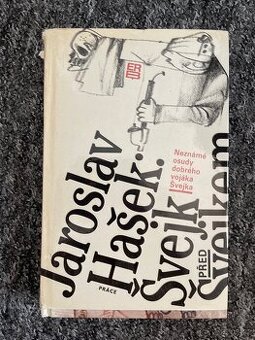 Jaroslav
Hašek:
Švejk
PŘED
Švejkem
Neznámé
osudy
dobrého
vojáka
Švejka
PRÁCE